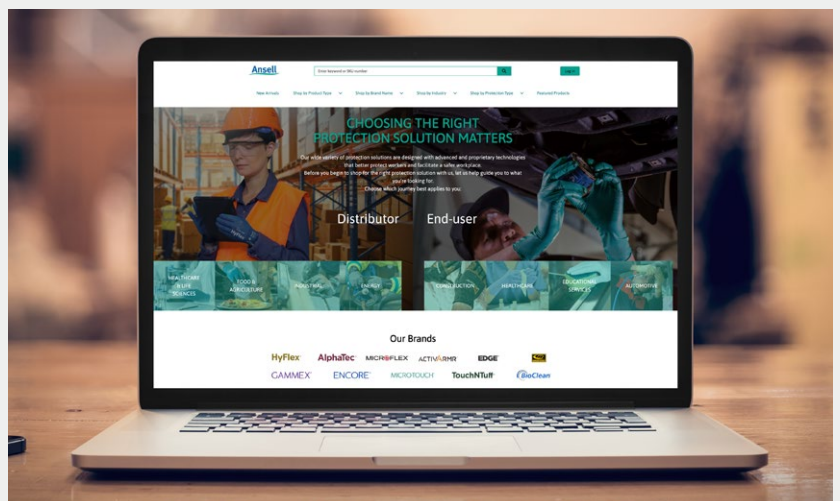 Ansell
Enter keyword or SKU number
Log in
New Arrivals Shop by Product Type Shop by Brand Name Shop by Industry Shop by Protection Type Featured Products
CHOOSING THE RIGHT
PROTECTION SOLUTION MATTERS
Our wide variety of protection solutions are designed with advanced and proprietary technologies
that better protect workers and facilitate a safer workplace.
Before you begin to shop for the right protection solution with us, let us help guide you to what
you're looking for.
Choose which journey best applies to you:
Distributor End-user
HEALTHCARE
& LIFE
SCIENCES
FOOD &
AGRICULTURE
INDUSTRIAL
ENERGY
CONSTRUCTION
HEALTHCARE
EDUCATIONAL
SERVICES
AUTOMOTIVE
Our Brands
HyFlex AlphaTec MICROFLEX ACTIVARMR EDGE
GAMMEX ENCORE MICROTOUCH TouchNTuff BioClean